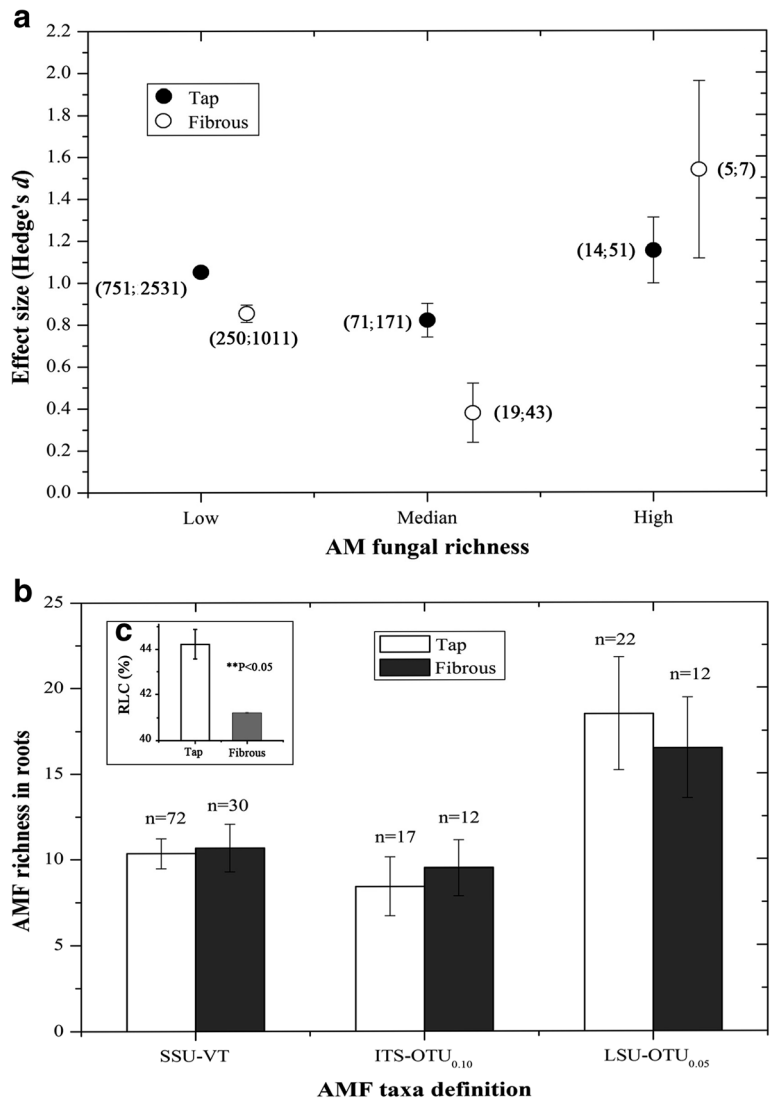 a
Effect size (Hedge's d)
2.2
2.0
1.8
1.6
1.4
1.2
1.0
0.8
0.6
0.4
0.2
0.0
Tap
Fibrous
(751; 2531)
(250;1011)
(71;171)
(19;43)
(14;51)
(5;7)
Low
Median
High
AM fungal richness
b
AMF richness in roots
25
20
15
10
5
0
c
RLC (%)
44
42
40
**P<0.05
Tap
Fibrous
Tap
Fibrous
n=72
n=30
n=17
n=12
n=22
n=12
SSU-VT
ITS-OTU0.10
LSU-OTU0.05
AMF taxa definition